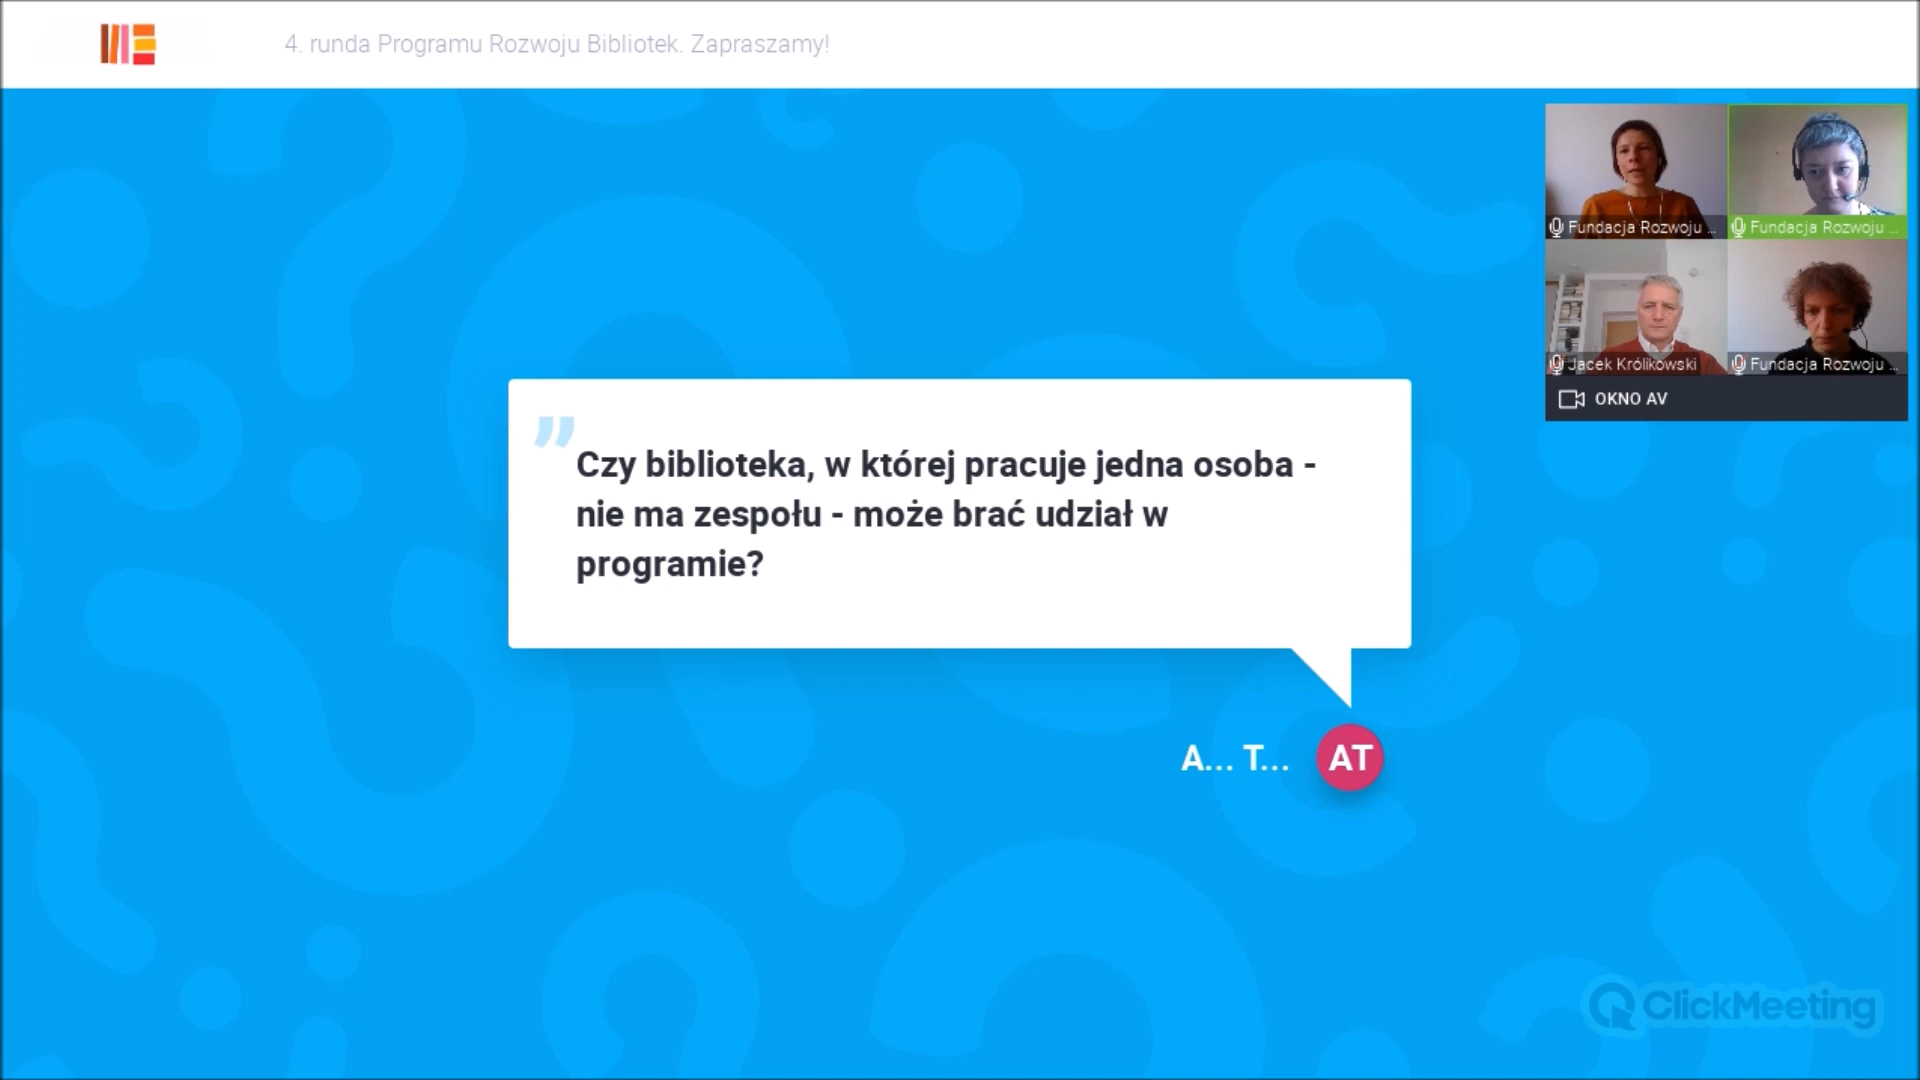 4. runda Programu Rozwoju Bibliotek. Zapraszamy!
Fundacja Rozwoju ...
Fundacja Rozwoju ...
Jacek Królikowski
Fundacja Rozwoju ...
OKNO AV
”
Czy biblioteka, w której pracuje jedna osoba -
nie ma zespołu - może brać udział w
programie?
A... T...
AT
ClickMeeting